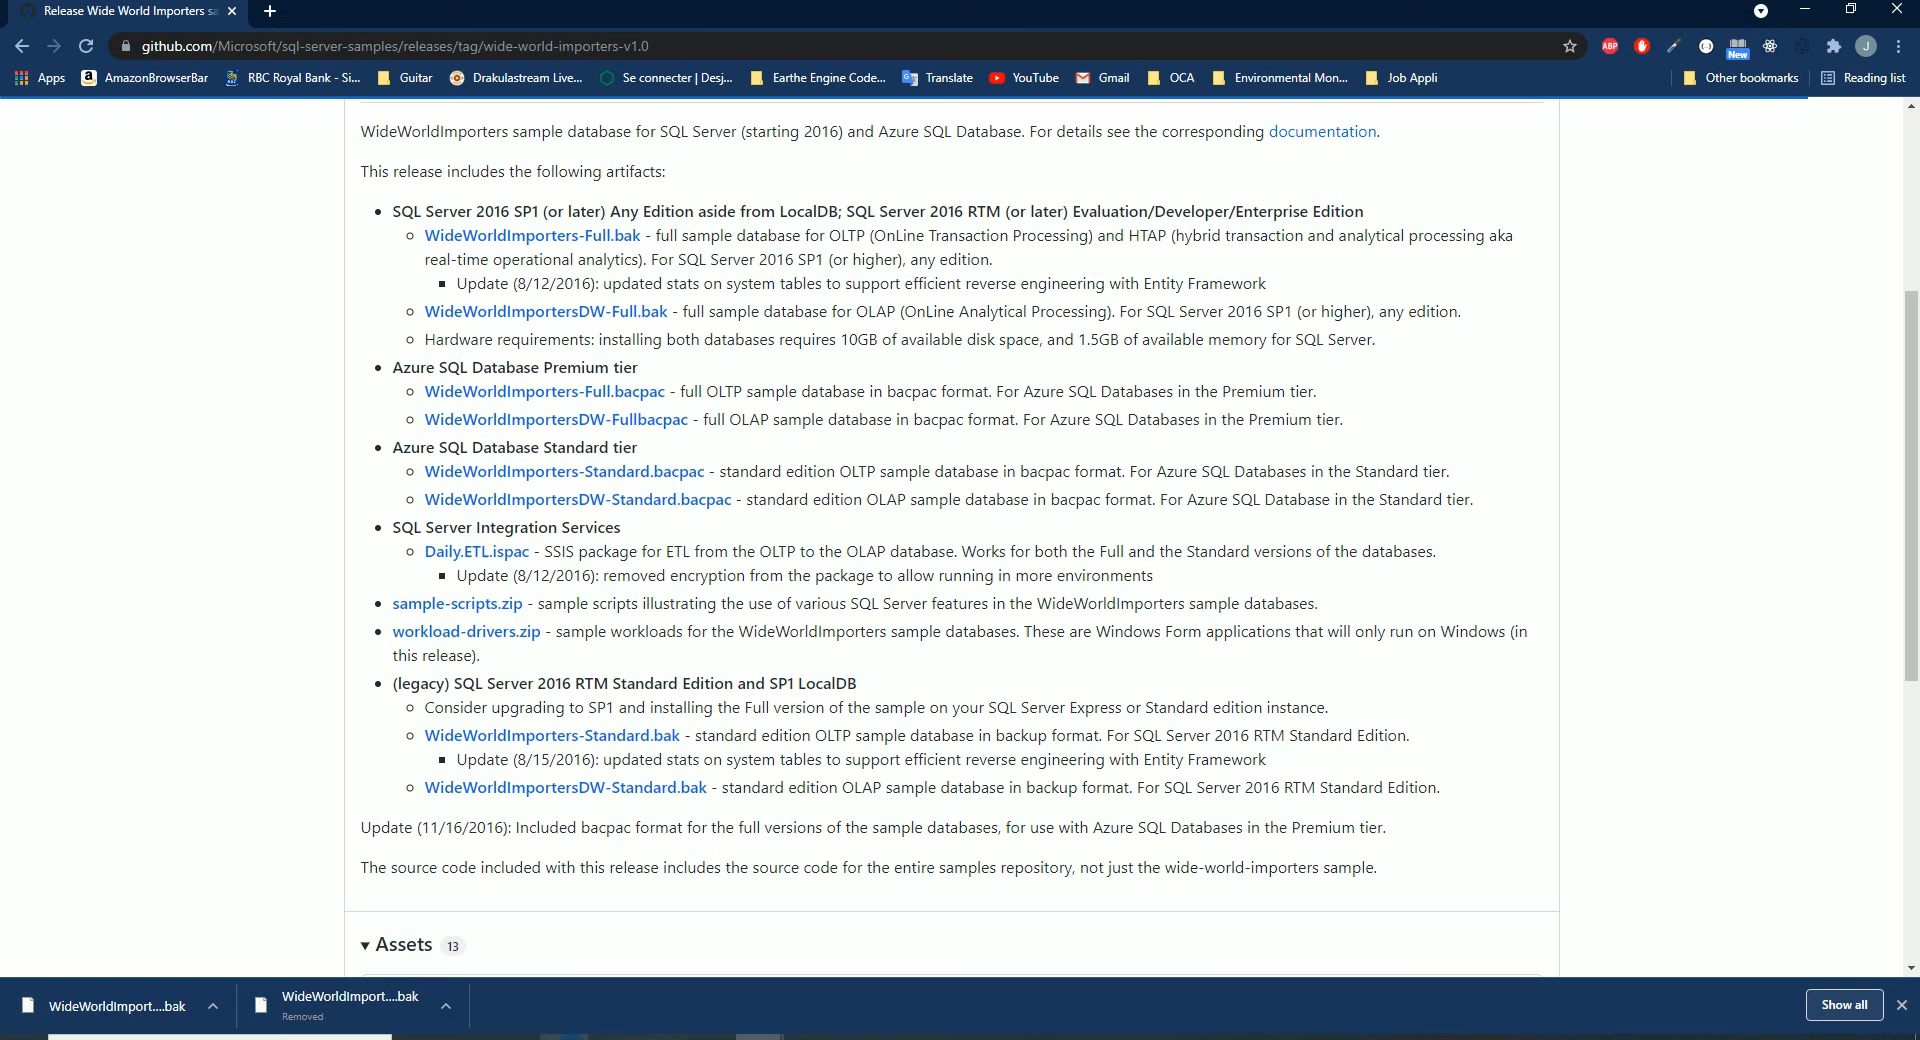 Release Wide World Importers sa
github.com/Microsoft/sql-server-samples/releases/tag/wide-world-importers-v1.0
ABP
New
J
Apps
AmazonBrowserBar
RBC Royal Bank - Si...
Guitar
Drakulastream Live...
Se connecter | Desj...
Earthe Engine Code...
Translate
YouTube
Gmail
OCA
Environmental Mon...
Job Appli
Other bookmarks
Reading list
WideWorldImporters sample database for SQL Server (starting 2016) and Azure SQL Database. For details see the corresponding documentation.
This release includes the following artifacts:
• SQL Server 2016 SP1 (or later) Any Edition aside from LocalDB; SQL Server 2016 RTM (or later) Evaluation/Developer/Enterprise Edition
WideWorldImporters-Full.bak - full sample database for OLTP (OnLine Transaction Processing) and HTAP (hybrid transaction and analytical processing aka
real-time operational analytics). For SQL Server 2016 SP1 (or higher), any edition.
Update (8/12/2016): updated stats on system tables to support efficient reverse engineering with Entity Framework
WideWorldImportersDW-Full.bak - full sample database for OLAP (OnLine Analytical Processing). For SQL Server 2016 SP1 (or higher), any edition.
Hardware requirements: installing both databases requires 10GB of available disk space, and 1.5GB of available memory for SQL Server.
• Azure SQL Database Premium tier
WideWorldImporters-Full.bacpac - full OLTP sample database in bacpac format. For Azure SQL Databases in the Premium tier.
WideWorldImportersDW-Fullbacpac - full OLAP sample database in bacpac format. For Azure SQL Databases in the Premium tier.
• Azure SQL Database Standard tier
WideWorldImporters-Standard.bacpac - standard edition OLTP sample database in bacpac format. For Azure SQL Databases in the Standard tier.
WideWorldImportersDW-Standard.bacpac - standard edition OLAP sample database in bacpac format. For Azure SQL Database in the Standard tier.
• SQL Server Integration Services
Daily.ETL.ispac - SSIS package for ETL from the OLTP to the OLAP database. Works for both the Full and the Standard versions of the databases.
Update (8/12/2016): removed encryption from the package to allow running in more environments
• sample-scripts.zip - sample scripts illustrating the use of various SQL Server features in the WideWorldImporters sample databases.
• workload-drivers.zip - sample workloads for the WideWorldImporters sample databases. These are Windows Form applications that will only run on Windows (in
this release).
• (legacy) SQL Server 2016 RTM Standard Edition and SP1 LocalDB
Consider upgrading to SP1 and installing the Full version of the sample on your SQL Server Express or Standard edition instance.
WideWorldImporters-Standard.bak - standard edition OLTP sample database in backup format. For SQL Server 2016 RTM Standard Edition.
Update (8/15/2016): updated stats on system tables to support efficient reverse engineering with Entity Framework
WideWorldImportersDW-Standard.bak - standard edition OLAP sample database in backup format. For SQL Server 2016 RTM Standard Edition.
Update (11/16/2016): Included bacpac format for the full versions of the sample databases, for use with Azure SQL Databases in the Premium tier.
The source code included with this release includes the source code for the entire samples repository, not just the wide-world-importers sample.
Assets 13
WideWorldImport....bak
WideWorldImport....bak
Removed
Show all